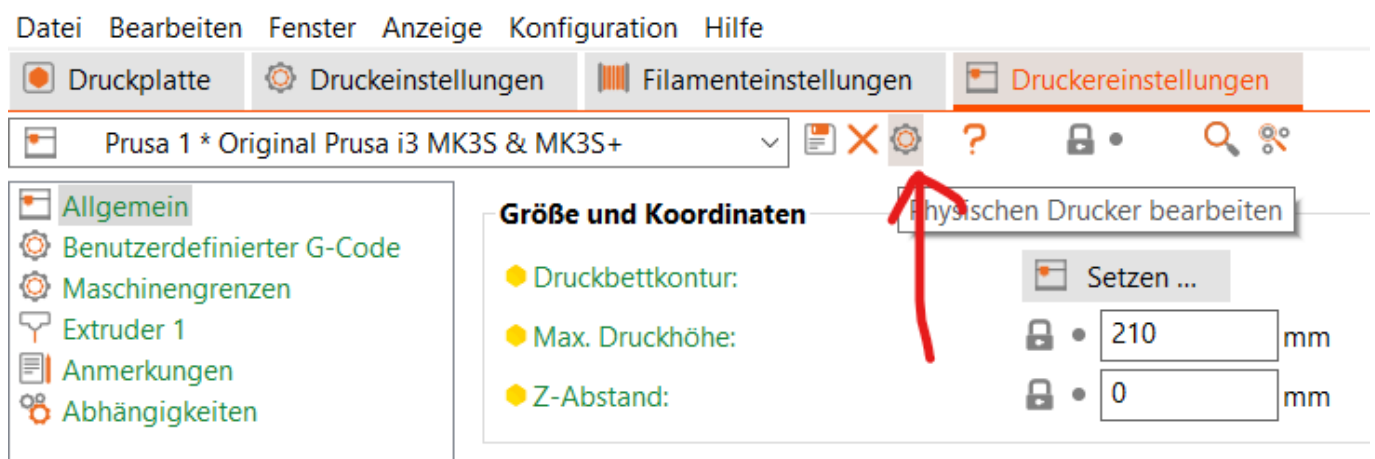 Datei Bearbeiten Fenster Anzeige Konfiguration Hilfe
Druckplatte Druckeinstellungen Filamenteinstellungen Druckereinstellungen
Prusa 1 * Original Prusa i3 MK3S & MK3S+ ?
Allgemein
Größe und Koordinaten
Physischen Drucker bearbeiten
Benutzerdefinierter G-Code
Druckbettkontur: Setzen ...
Maschinengrenzen
Extruder 1
Max. Druckhöhe: 210 mm
Anmerkungen
Z-Abstand: 0 mm
Abhängigkeiten